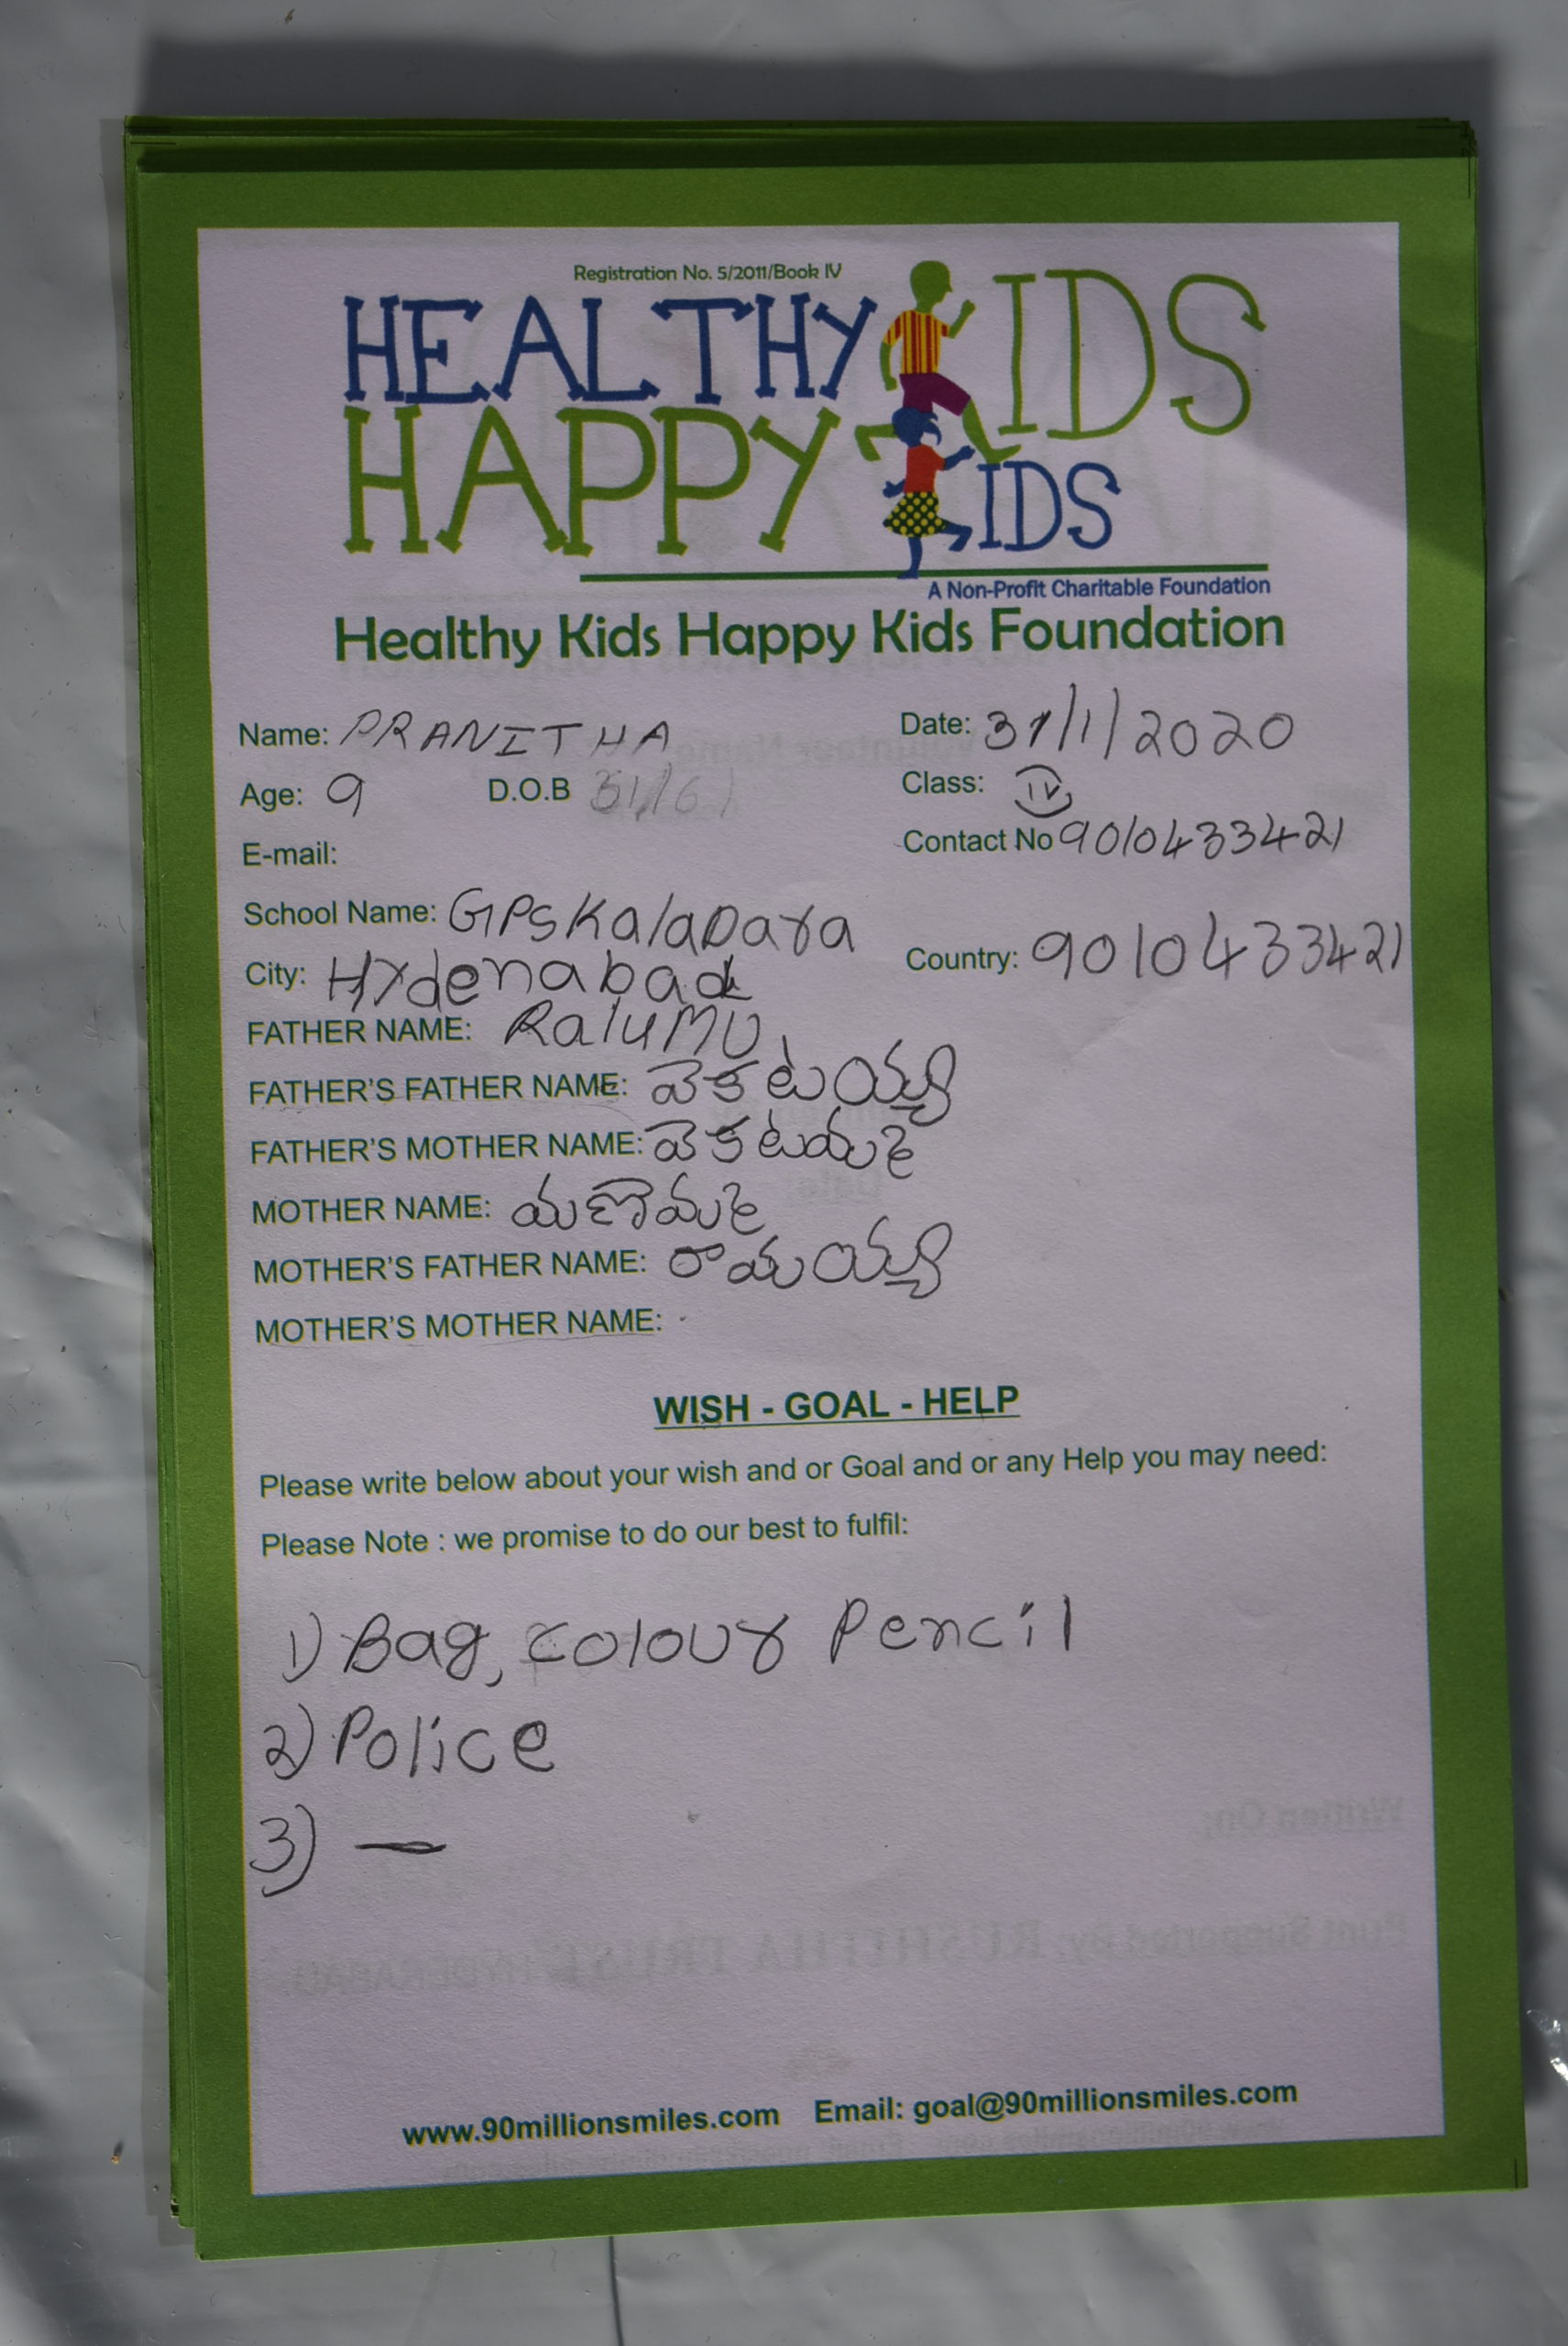 Registration No. 5/2011/Book IV
HEALTHY KIDS
HAPPY KIDS
A Non-Profit Charitable Foundation
Healthy Kids Happy Kids Foundation
Name: PRANITHA Date: 31/1/2020
Age: 9 D.O.B Class: IV
E-mail: Contact No 9010433421
School Name: GPS KalaDara
City: Hydenabad Country: 9010433421
FATHER NAME: RaluMU
FATHER'S FATHER NAME: వెకటయ్య
FATHER'S MOTHER NAME:
MOTHER NAME:
MOTHER'S FATHER NAME: రామయ్య
MOTHER'S MOTHER NAME:
WISH - GOAL - HELP
Please write below about your wish and or Goal and or any Help you may need:
Please Note : we promise to do our best to fulfil:
1) Bag, colour Pencil
2) Police
3) —
www.90millionsmiles.com Email: goal@90millionsmiles.com